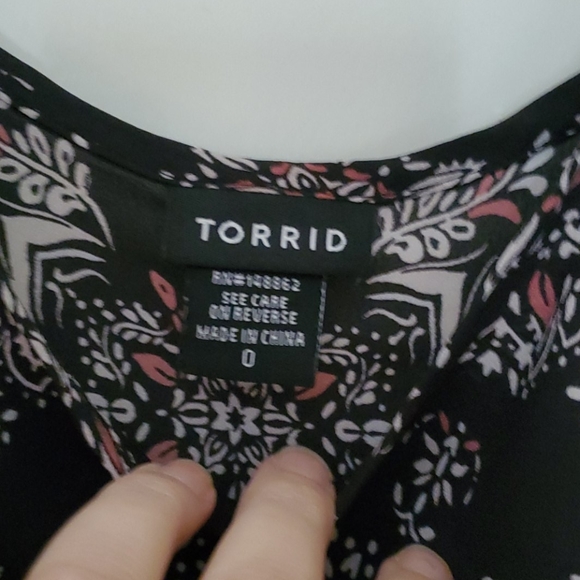 TORRID
RN#148862
SEE CARE
ON REVERSE
MADE IN CHINA
0